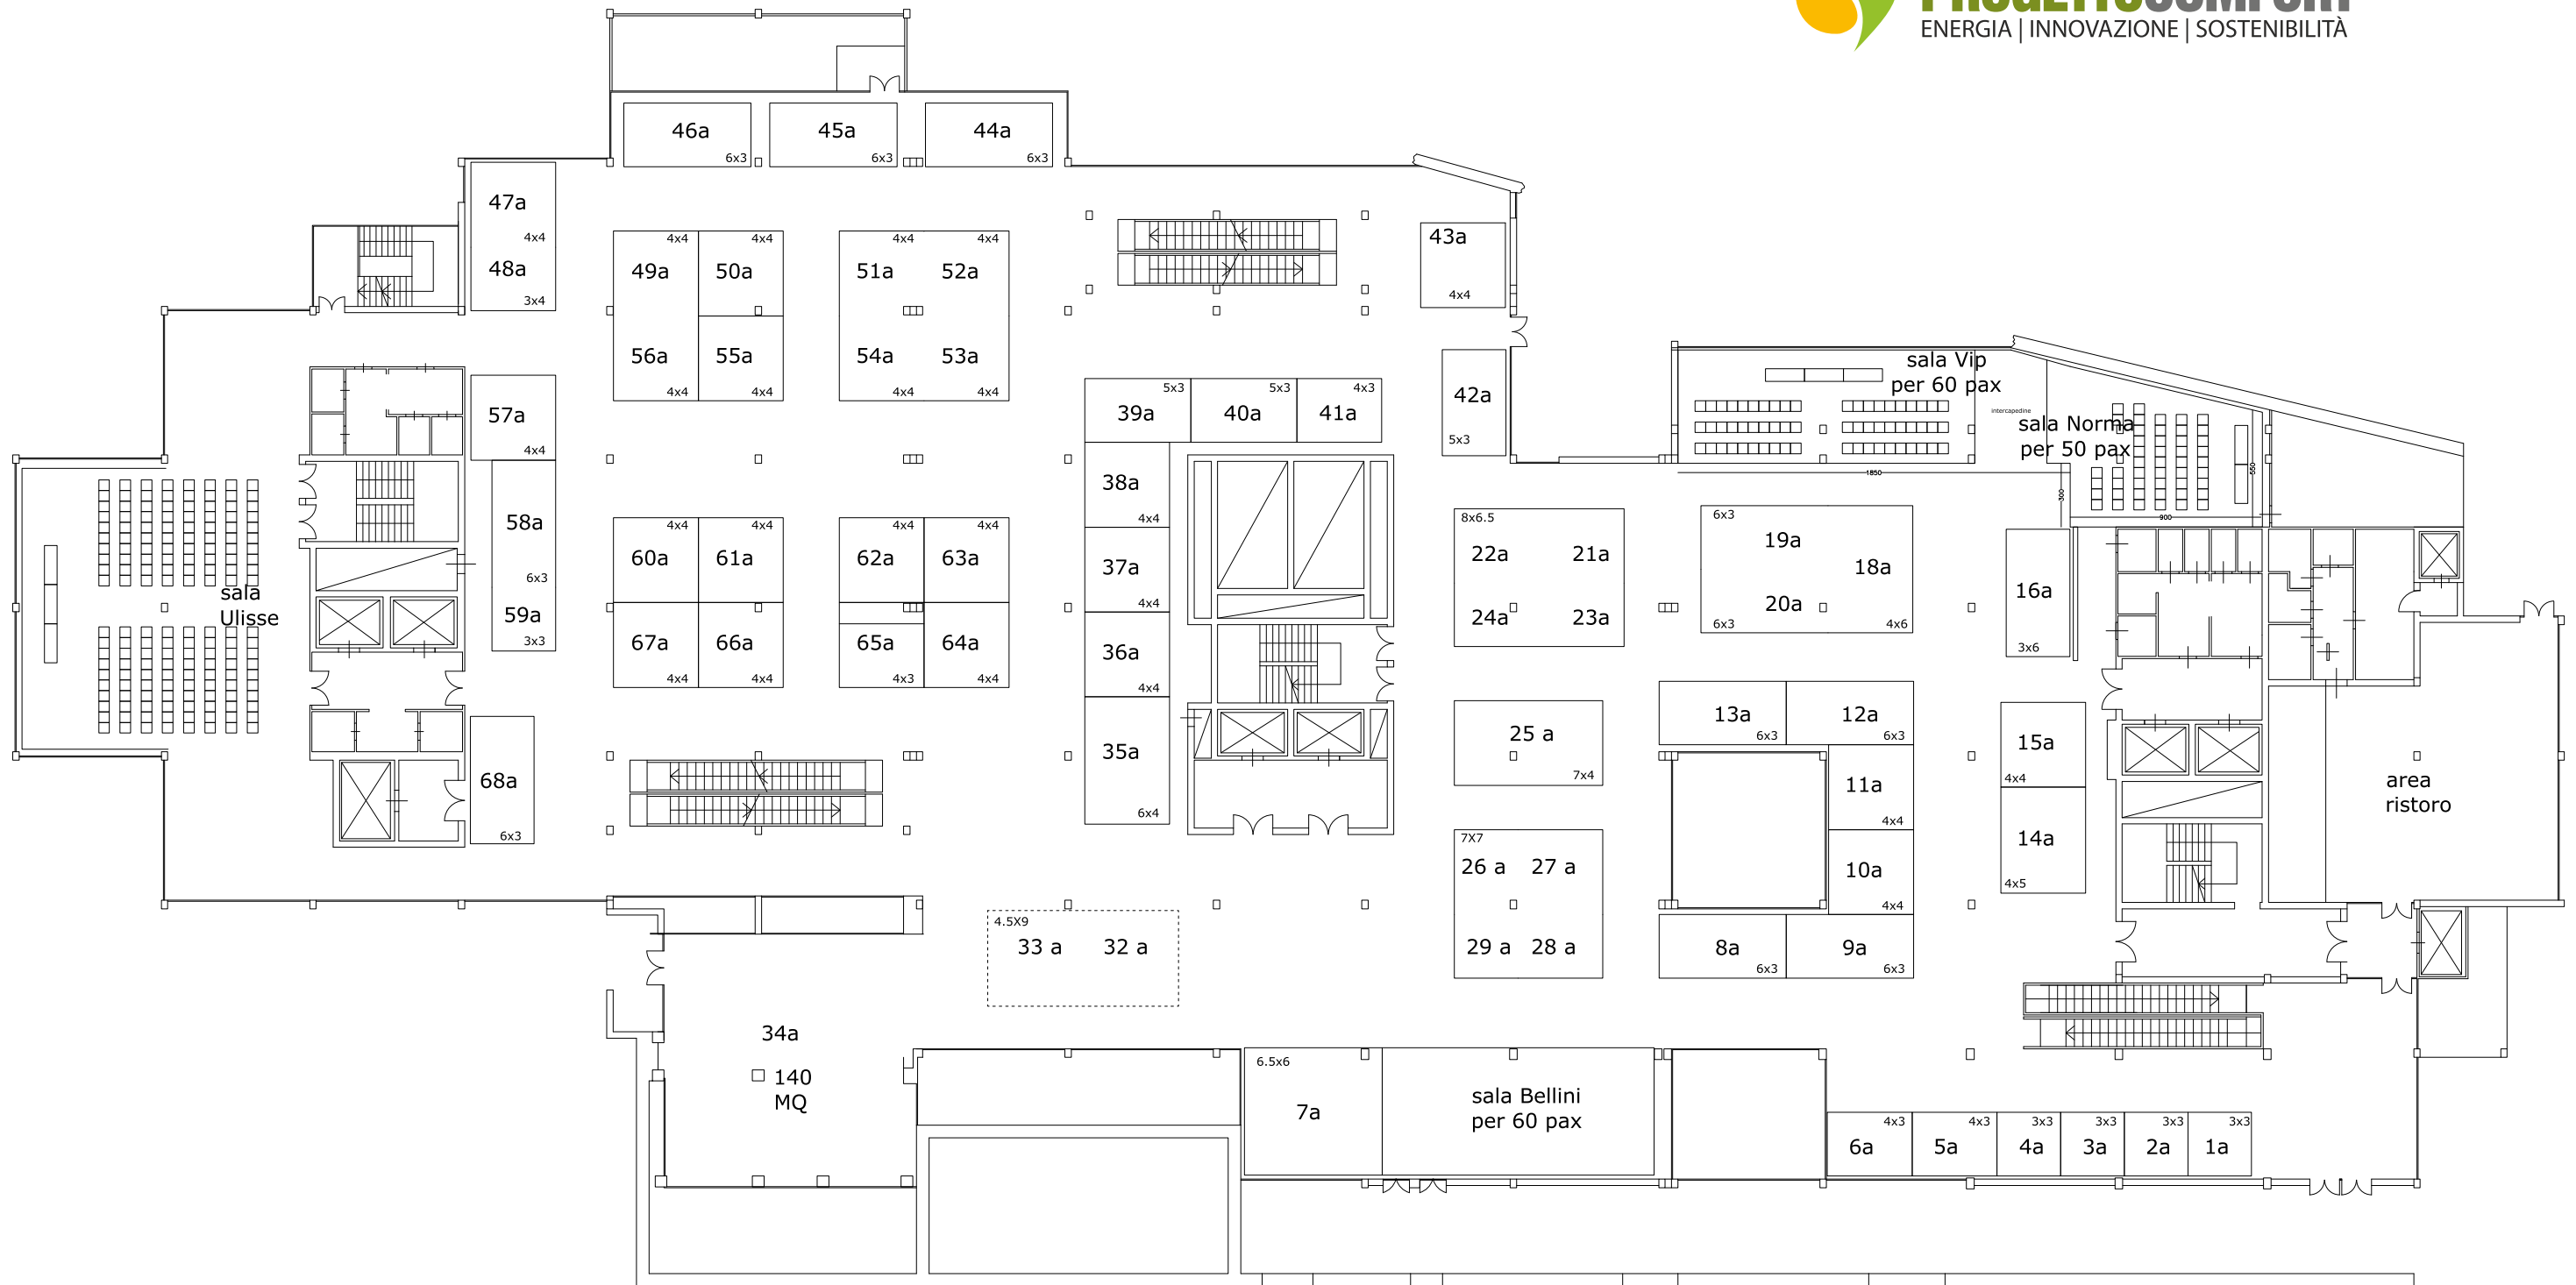 PROGETTOCOMFORT
ENERGIA | INNOVAZIONE | SOSTENIBILITÀ
46a
6x3
45a
6x3
44a
6x3
47a
4x4
48a
3x4
4x4
49a
4x4
50a
56a
4x4
55a
4x4
4x4
51a
4x4
52a
54a
4x4
53a
4x4
43a
4x4
42a
5x3
57a
4x4
58a
6x3
59a
3x3
5x3
39a
5x3
40a
4x3
41a
38a
4x4
37a
4x4
36a
4x4
35a
6x4
sala Vip
per 60 pax
intercapedine
sala Norma
per 50 pax
1850
300
900
550
sala
Ulisse
4x4
60a
4x4
61a
67a
4x4
66a
4x4
4x4
62a
4x4
63a
65a
4x3
64a
4x4
8x6.5
22a
21a
24a
23a
6x3
19a
18a
20a
6x3
4x6
16a
3x6
68a
6x3
25 a
7x4
13a
6x3
12a
6x3
11a
4x4
10a
4x4
8a
6x3
9a
6x3
15a
4x4
14a
4x5
area
ristoro
7X7
26 a
27 a
29 a
28 a
4.5X9
33 a
32 a
34a
140
MQ
6.5x6
7a
sala Bellini
per 60 pax
4x3
6a
4x3
5a
3x3
4a
3x3
3a
3x3
2a
3x3
1a